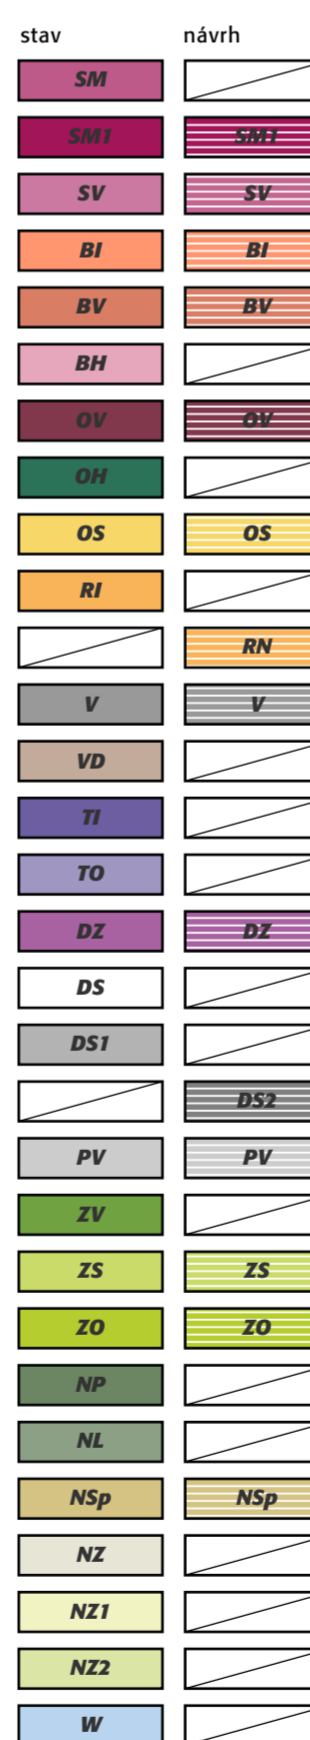 stav návrh
SM
SM1 SM1
SV SV
BI BI
BV BV
BH
OV OV
OH
OS OS
RI
RN
V V
VD
TI
TO
DZ DZ
DS
DS1
DS2
PV PV
ZV
ZS ZS
ZO ZO
NP
NL
NSp NSp
NZ
NZ1
NZ2
W